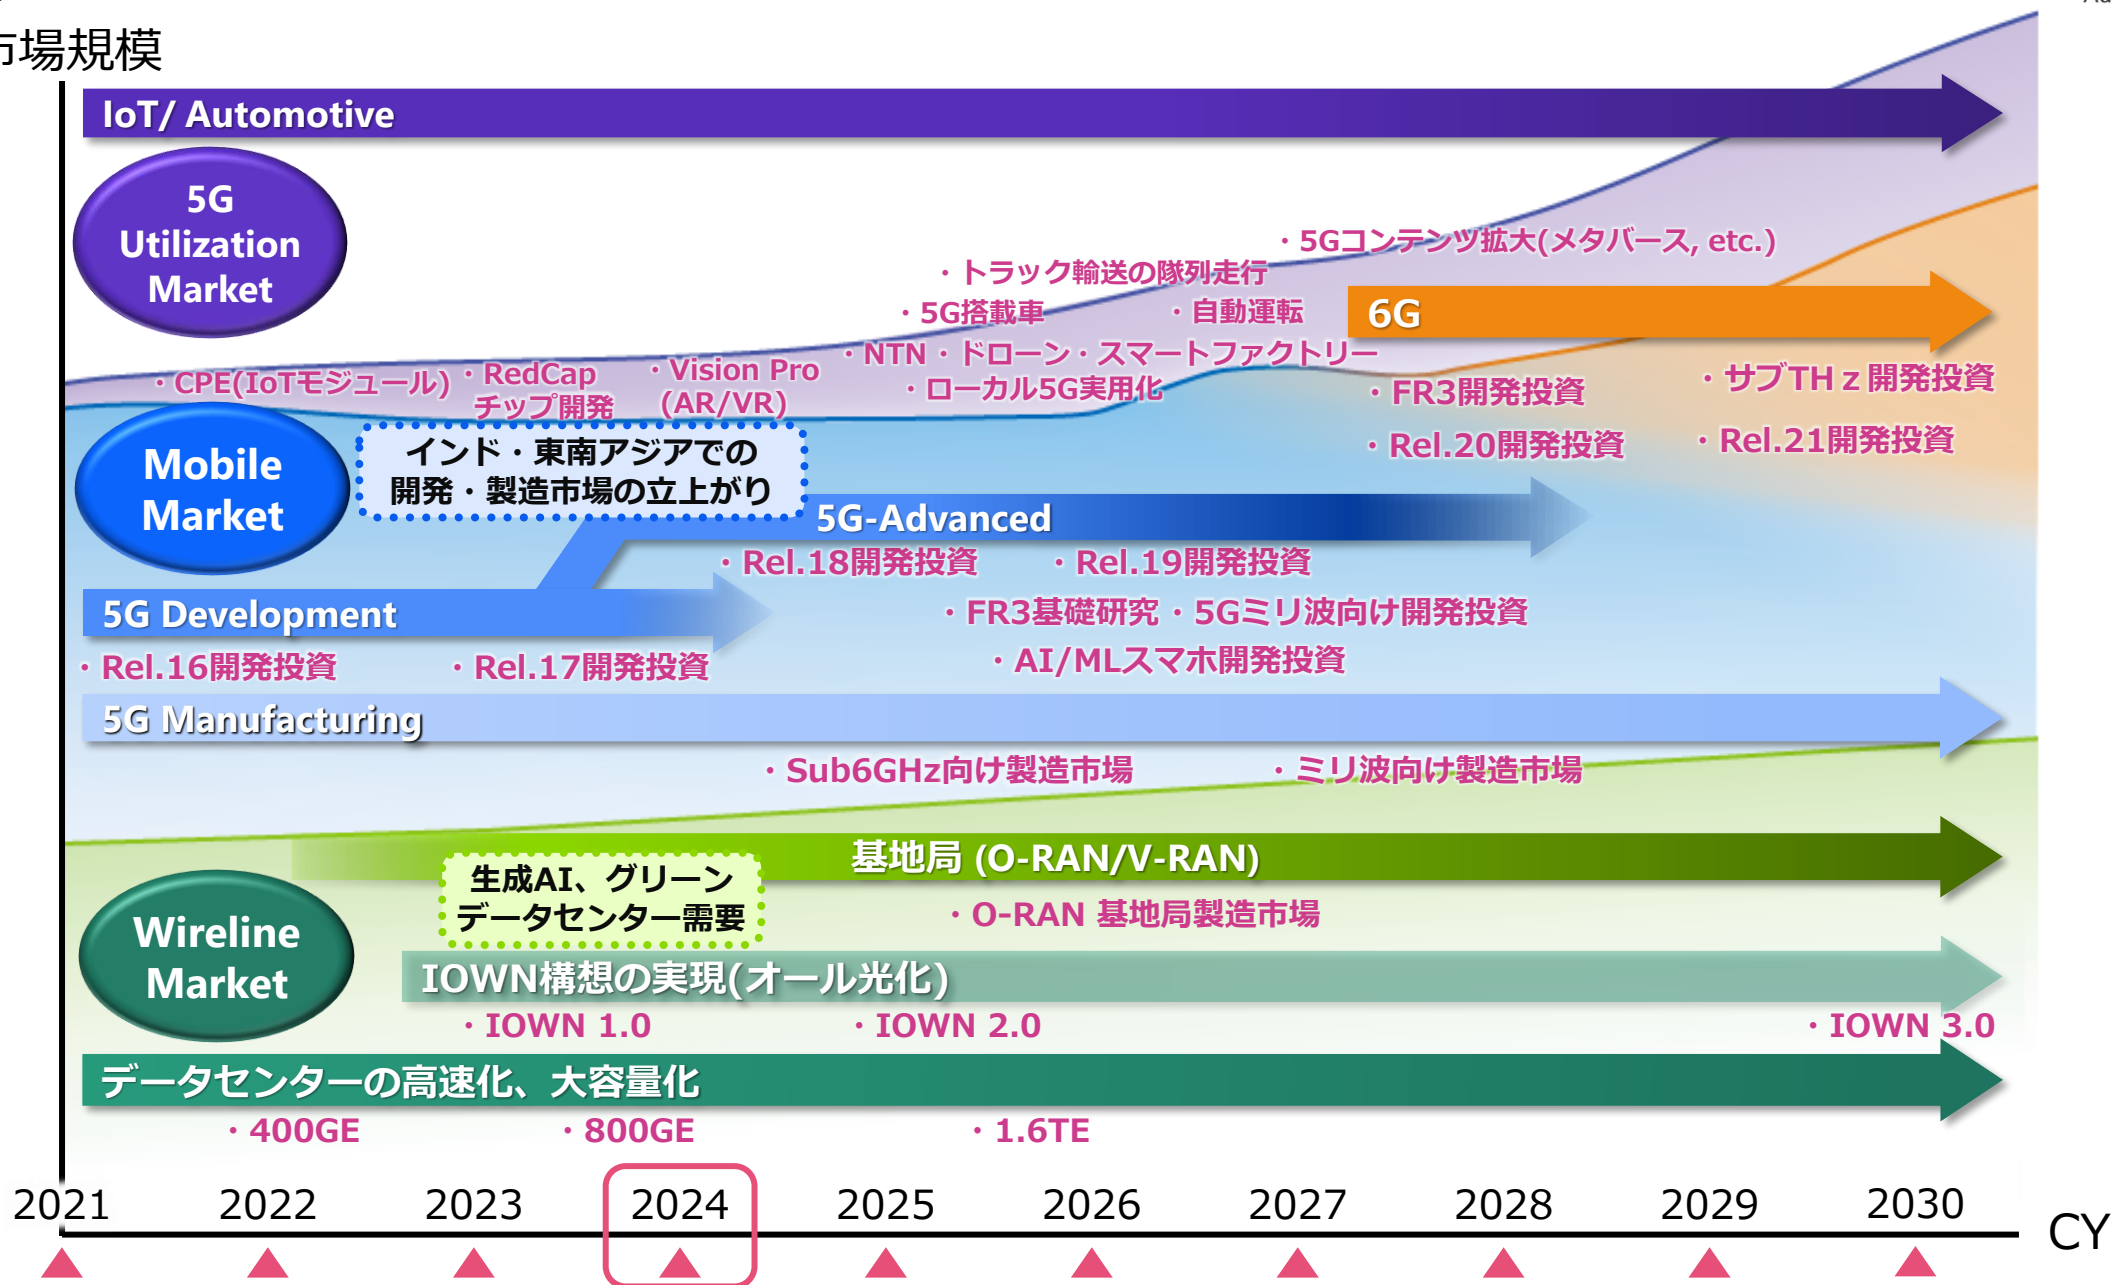 市場規模
IoT/ Automotive
5G
Utilization
Market
・5Gコンテンツ拡大(メタバース, etc.)
・トラック輸送の隊列走行
・5G搭載車
・自動運転
6G
・NTN・ドローン・スマートファクトリー
・CPE(IoTモジュール)
・RedCap
チップ開発
・Vision Pro
(AR/VR)
・ローカル5G実用化
・FR3開発投資
・サブTHz開発投資
Mobile
Market
インド・東南アジアでの
開発・製造市場の立上がり
・Rel.20開発投資
・Rel.21開発投資
5G-Advanced
・Rel.18開発投資
・Rel.19開発投資
5G Development
・FR3基礎研究・5Gミリ波向け開発投資
・Rel.16開発投資
・Rel.17開発投資
・AI/MLスマホ開発投資
5G Manufacturing
・Sub6GHz向け製造市場
・ミリ波向け製造市場
基地局 (O-RAN/V-RAN)
生成AI、グリーン
データセンター需要
・O-RAN 基地局製造市場
Wireline
Market
IOWN構想の実現(オール光化)
・IOWN 1.0
・IOWN 2.0
・IOWN 3.0
データセンターの高速化、大容量化
・400GE
・800GE
・1.6TE
2021 2022 2023 2024 2025 2026 2027 2028 2029 2030
CY